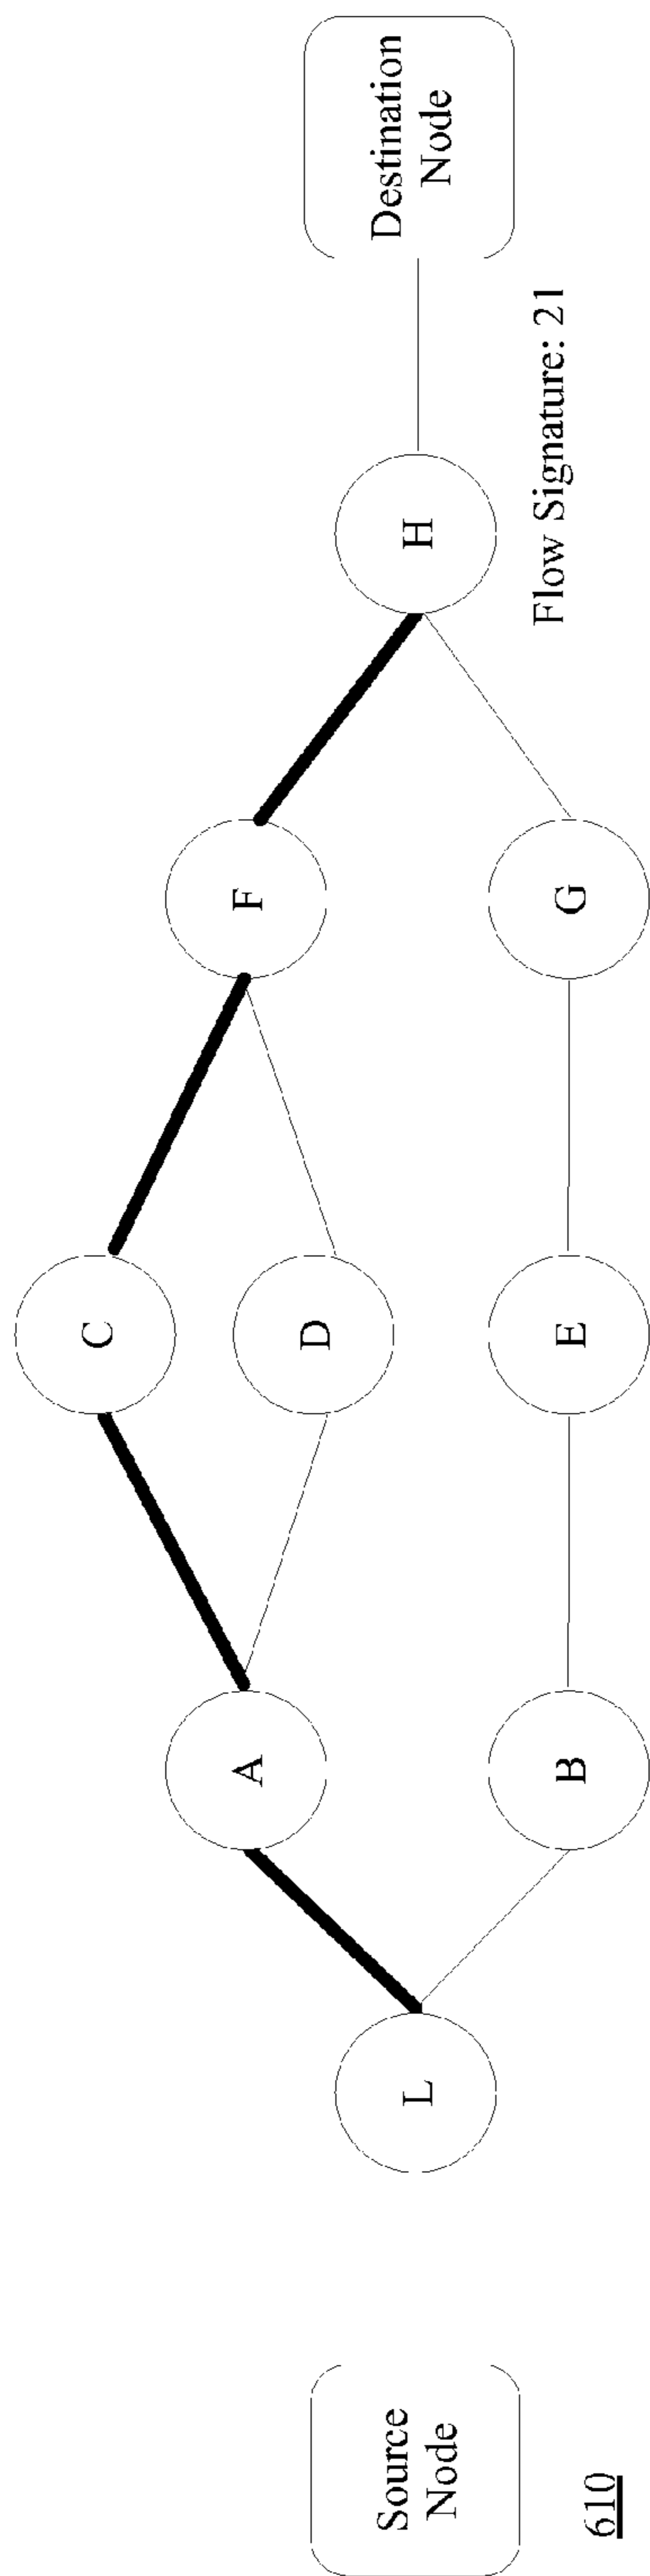 Source
Node
L
A
B
C
D
E
F
G
H
Destination
Node
Flow Signature: 21
610